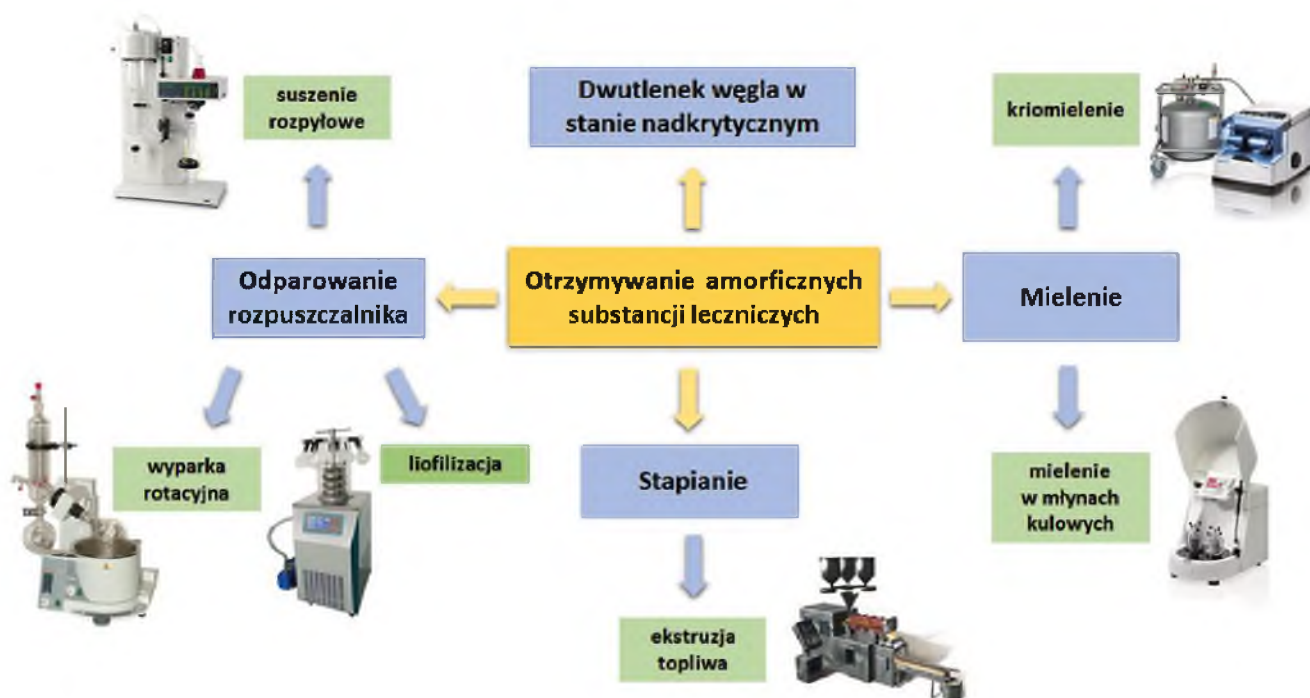 suszenie
rozpyłowe
Dwutlenek węgla w
stanie nadkrytycznym
kriomielenie
Odparowanie
rozpuszczalnika
Otrzymywanie amorficznych
substancji leczniczych
Mielenie
wyparka
rotacyjna
liofilizacja
Stapianie
mielenie
w młynach
kulowych
ekstruzja
topliwa